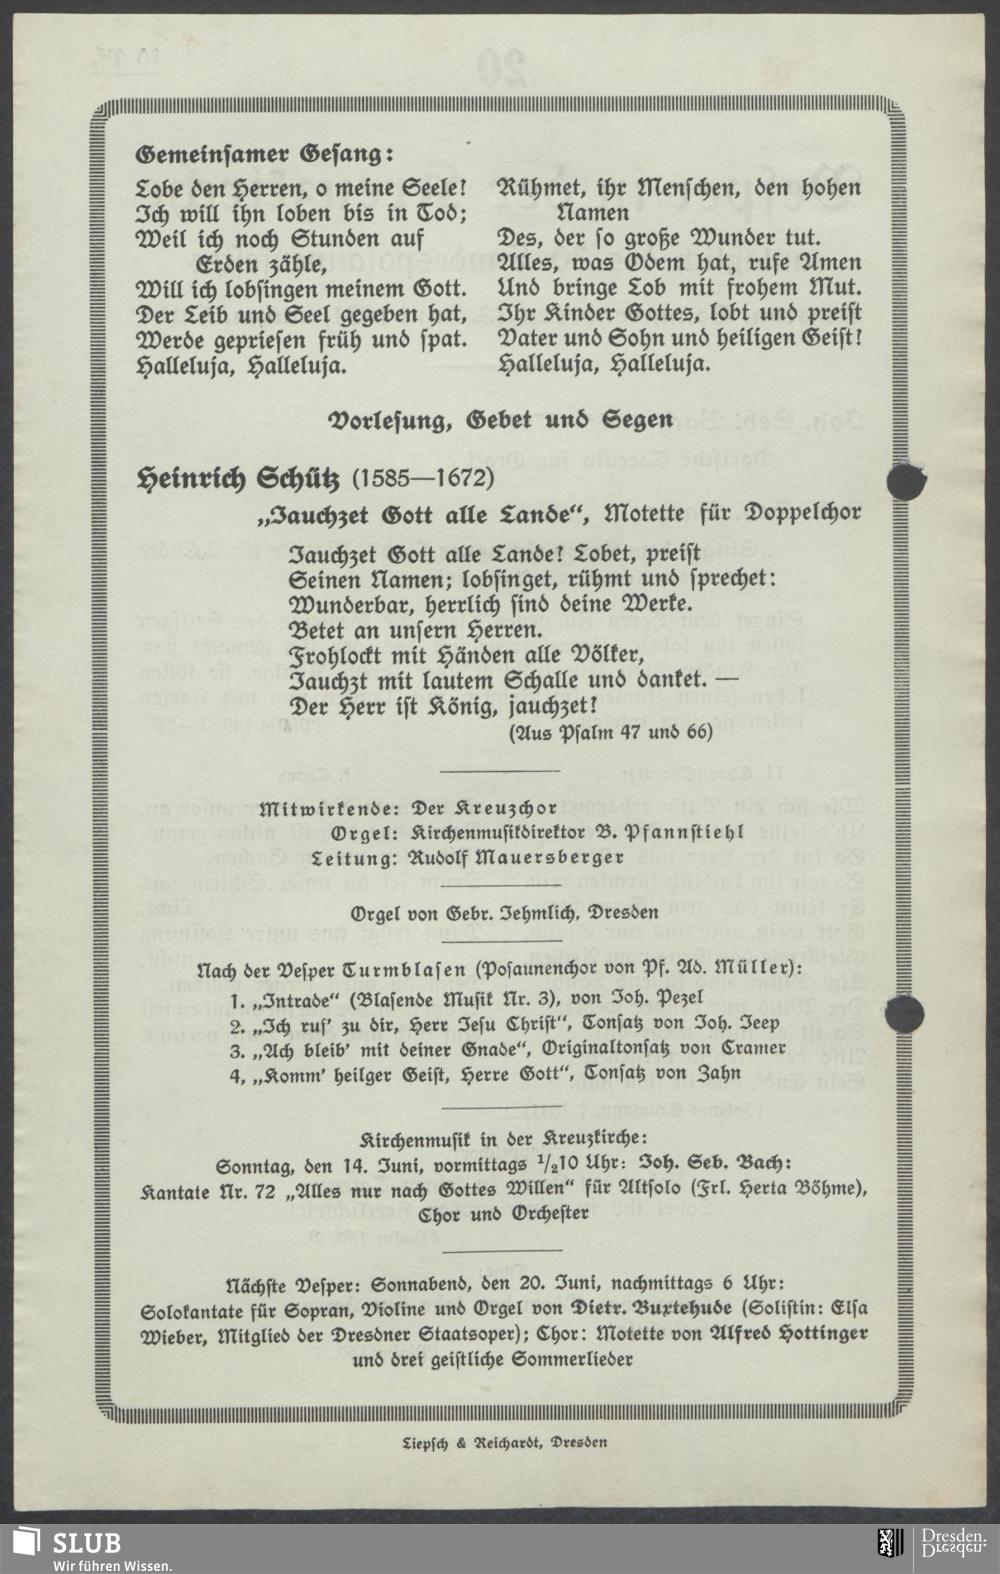 Gemeinsamer Gesang:
Lobe den Herren, o meine Seele!
Ich will ihn loben bis in Tod;
Weil ich noch Stunden auf
Erden zähle,
Will ich lobsingen meinem Gott.
Der Leib und Seel gegeben hat,
Werde gepriesen früh und spat.
Halleluja, Halleluja.
Rühmet, ihr Menschen, den hohen
Namen
Des, der so große Wunder tut.
Alles, was Odem hat, rufe Amen
Und bringe Lob mit frohem Mut.
Ihr Kinder Gottes, lobt und preist
Vater und Sohn und heiligen Geist!
Halleluja, Halleluja.
Vorlesung, Gebet und Segen
Heinrich Schütz (1585—1672)
„Jauchzet Gott alle Lande“, Motette für Doppelchor
Jauchzet Gott alle Lande! Lobet, preist
Seinen Namen; lobsinget, rühmt und sprechet:
Wunderbar, herrlich sind deine Werke.
Betet an unsern Herren.
Frohlockt mit Händen alle Völker,
Jauchzt mit lautem Schalle und danket. —
Der Herr ist König, jauchzet!
(Aus Psalm 47 und 66)
Mitwirkende: Der Kreuzchor
Orgel: Kirchenmusikdirektor B. Pfannstiehl
Leitung: Rudolf Mauersberger
Orgel von Gebr. Jehmlich, Dresden
Nach der Vesper Turmblasen (Posaunenchor von Pf. Ad. Müller):
1. „Intrade“ (Blasende Musik Nr. 3), von Joh. Pezel
2. „Ich ruf’ zu dir, Herr Jesu Christ“, Tonsatz von Joh. Jeep
3. „Ach bleib’ mit deiner Gnade“, Originaltonsatz von Cramer
4, „Komm’ heilger Geist, Herre Gott“, Tonsatz von Zahn
Kirchenmusik in der Kreuzkirche:
Sonntag, den 14. Juni, vormittags 1/210 Uhr: Joh. Seb. Bach:
Kantate Nr. 72 „Alles nur nach Gottes Willen“ für Altsolo (Frl. Herta Böhme),
Chor und Orchester
Nächste Vesper: Sonnabend, den 20. Juni, nachmittags 6 Uhr:
Solokantate für Sopran, Violine und Orgel von Dietr. Buxtehude (Solistin: Elsa
Wieber, Mitglied der Dresdner Staatsoper); Chor: Motette von Alfred Hottinger
und drei geistliche Sommerlieder
Liepsch & Reichardt, Dresden
SLUB
Wir führen Wissen.
Dresden.